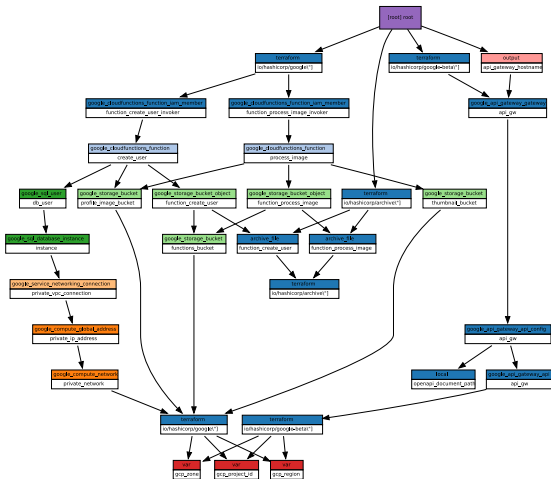 [root] root
terraform
io/hashicorp/google\"]
terraform
io/hashicorp/google-beta\"]
output
api_gateway_hostname
google_cloudfunctions_function_iam_member
function_create_user_invoker
google_cloudfunctions_function_iam_member
function_process_image_invoker
google_api_gateway_gateway
api_gw
google_cloudfunctions_function
create_user
google_cloudfunctions_function
process_image
google_sql_user
db_user
google_storage_bucket
profile_image_bucket
google_storage_bucket_object
function_create_user
google_storage_bucket_object
function_process_image
terraform
io/hashicorp/archive\"]
google_storage_bucket
thumbnail_bucket
google_sql_database_instance
instance
google_storage_bucket
functions_bucket
archive_file
function_create_user
archive_file
function_process_image
google_service_networking_connection
private_vpc_connection
terraform
io/hashicorp/archive\"]
google_compute_global_address
private_ip_address
google_api_gateway_api_config
api_gw
google_compute_network
private_network
local
openapi_document_path
google_api_gateway_api
api_gw
terraform
io/hashicorp/google\"]
terraform
io/hashicorp/google-beta\"]
var
gcp_zone
var
gcp_project_id
var
gcp_region